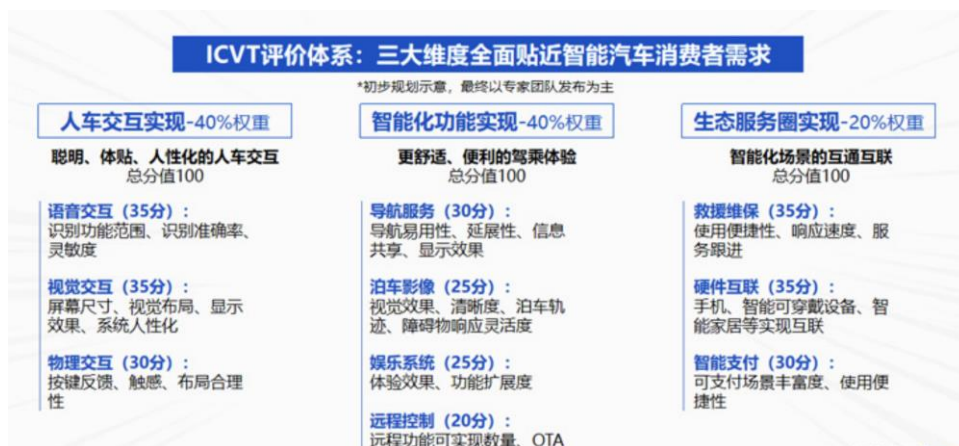 ICVT评价体系：三大维度全面贴近智能汽车消费者需求
*初步规划示意，最终以专家团队发布为主
人车交互实现-40%权重
聪明、体贴、人性化的人车交互
总分值100
语音交互（35分）：
识别功能范围、识别准确率、
灵敏度
视觉交互（35分）：
屏幕尺寸、视觉布局、显示
效果、系统人性化
物理交互（30分）：
按键反馈、触感、布局合理
性
智能化功能实现-40%权重
更舒适、便利的驾乘体验
总分值100
导航服务（30分）：
导航易用性、延展性、信息
共享、显示效果
泊车影像（25分）：
视觉效果、清晰度、泊车轨
迹、障碍物响应灵活度
娱乐系统（25分）：
体验效果、功能扩展度
远程控制（20分）：
远程功能可实现数量、OTA
生态服务圈实现-20%权重
智能化场景的互通互联
总分值100
救援维保（35分）：
使用便捷性、响应速度、服
务跟进
硬件互联（35分）：
手机、智能可穿戴设备、智
能家居等实现互联
智能支付（30分）：
可支付场景丰富度、使用便
捷性